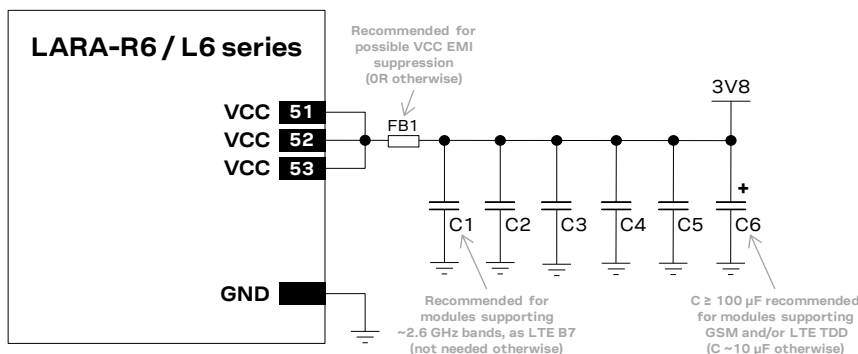 LARA-R6 / L6 series
Recommended for
possible VCC EMI
suppression
(0R otherwise)
3V8
VCC 51
VCC 52
VCC 53
FB1
+
C1 C2 C3 C4 C5 C6
GND
Recommended for
modules supporting
~2.6 GHz bands, as LTE B7
(not needed otherwise)
C ≥ 100 µF recommended
for modules supporting
GSM and/or LTE TDD
(C ~10 µF otherwise)